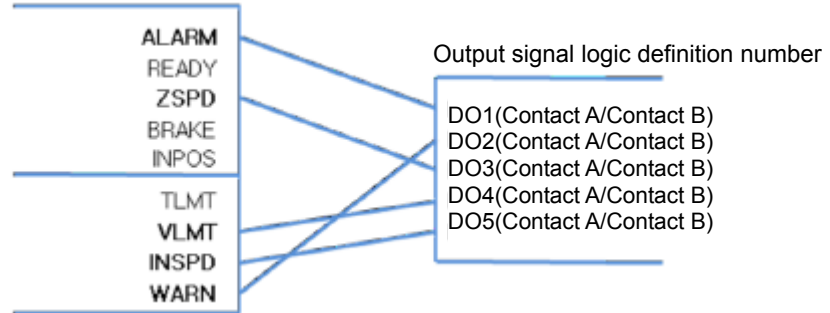 ALARM
READY
ZSPD
BRAKE
INPOS
TLMT
VLMT
INSPD
WARN
Output signal logic definition number
DO1(Contact A/Contact B)
DO2(Contact A/Contact B)
DO3(Contact A/Contact B)
DO4(Contact A/Contact B)
DO5(Contact A/Contact B)